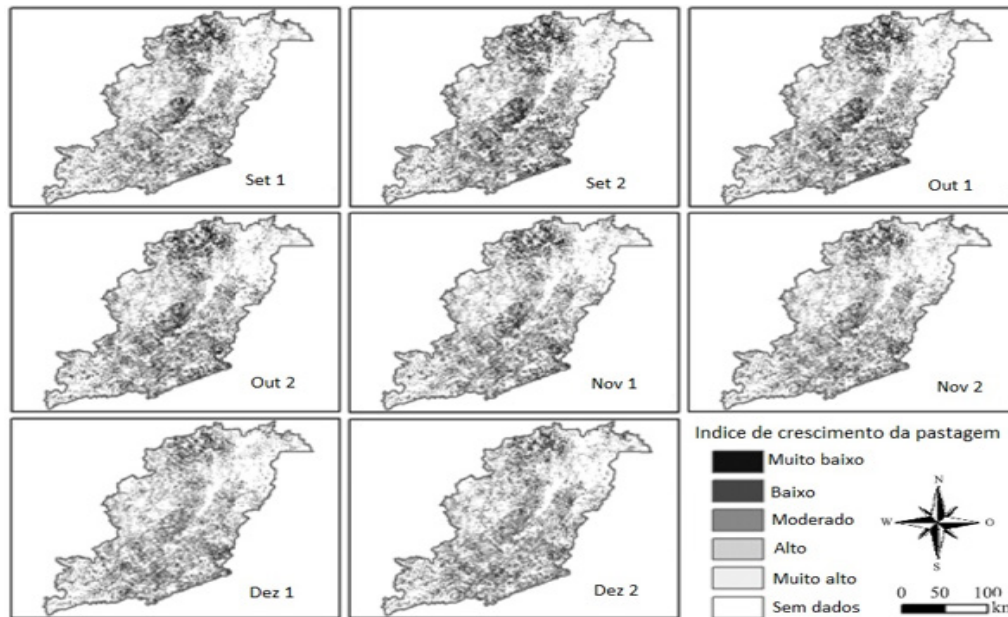 Set 1
Set 2
Out 1
Out 2
Nov 1
Nov 2
Dez 1
Dez 2
Indice de crescimento da pastagem
Muito baixo
Baixo
Moderado
Alto
Muito alto
Sem dados
N
W O
S
0 50 100
km